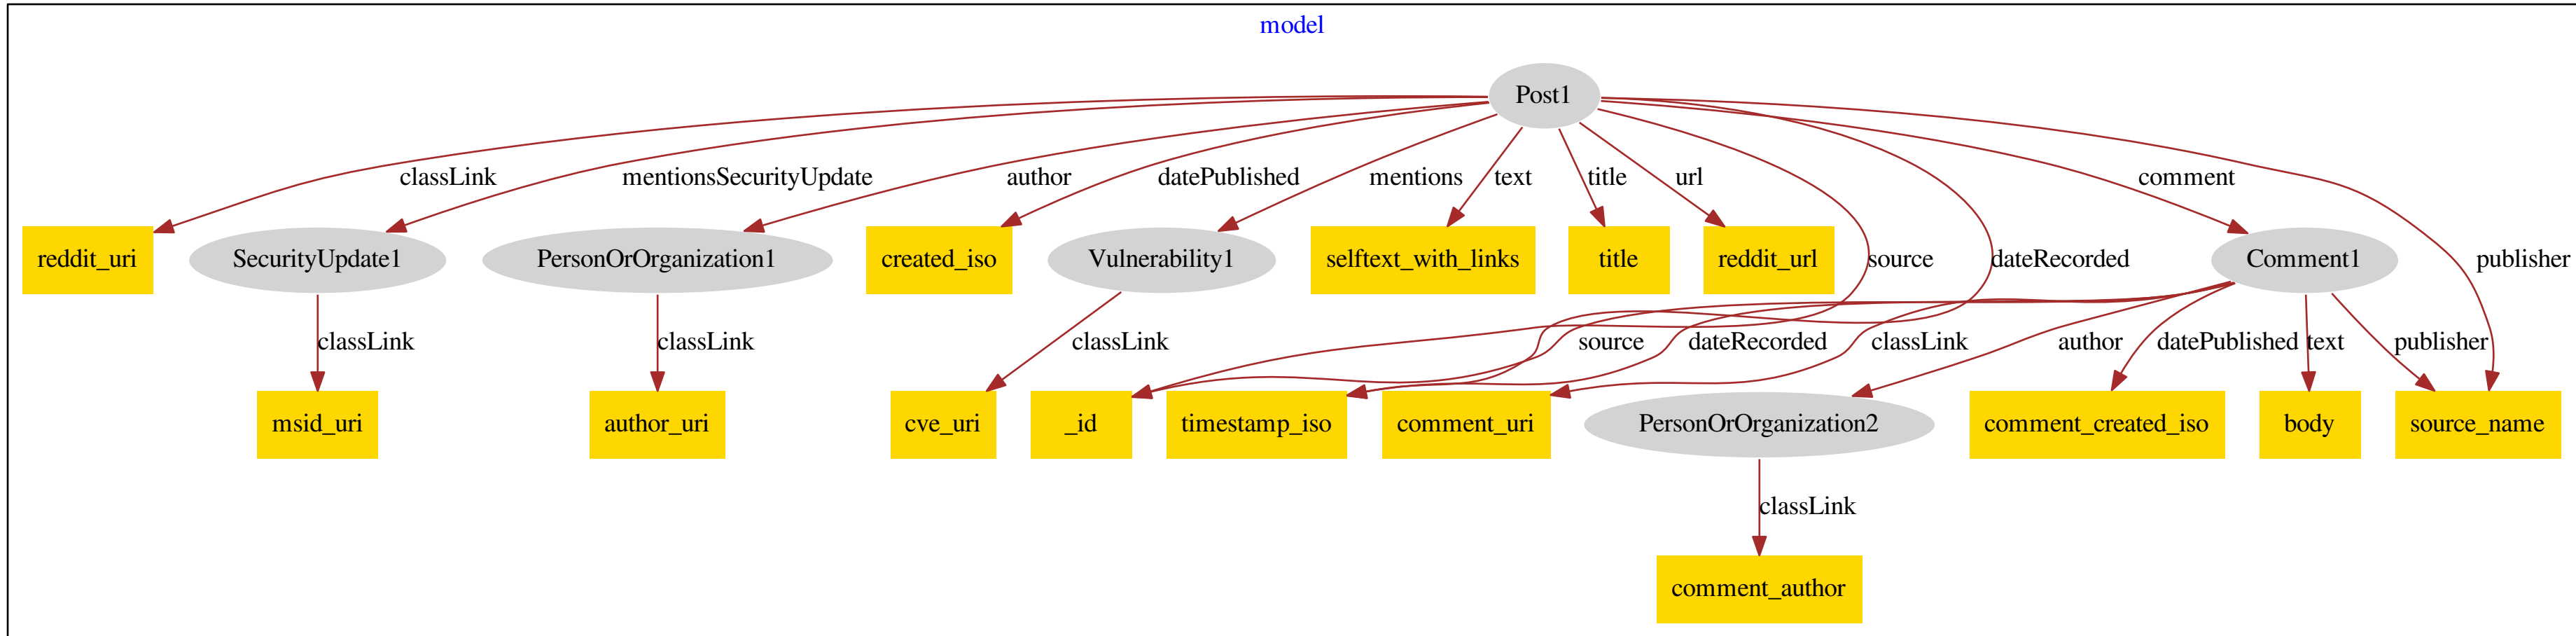 model
Post1
classLink
mentionsSecurityUpdate
author
datePublished
mentions
text
title
url
comment
reddit_uri
SecurityUpdate1
PersonOrOrganization1
created_iso
Vulnerability1
selftext_with_links
title
reddit_url
source
dateRecorded
Comment1
publisher
classLink
classLink
classLink
source
dateRecorded
classLink
author
datePublished
text
publisher
msid_uri
author_uri
cve_uri
_id
timestamp_iso
comment_uri
PersonOrOrganization2
comment_created_iso
body
source_name
classLink
comment_author